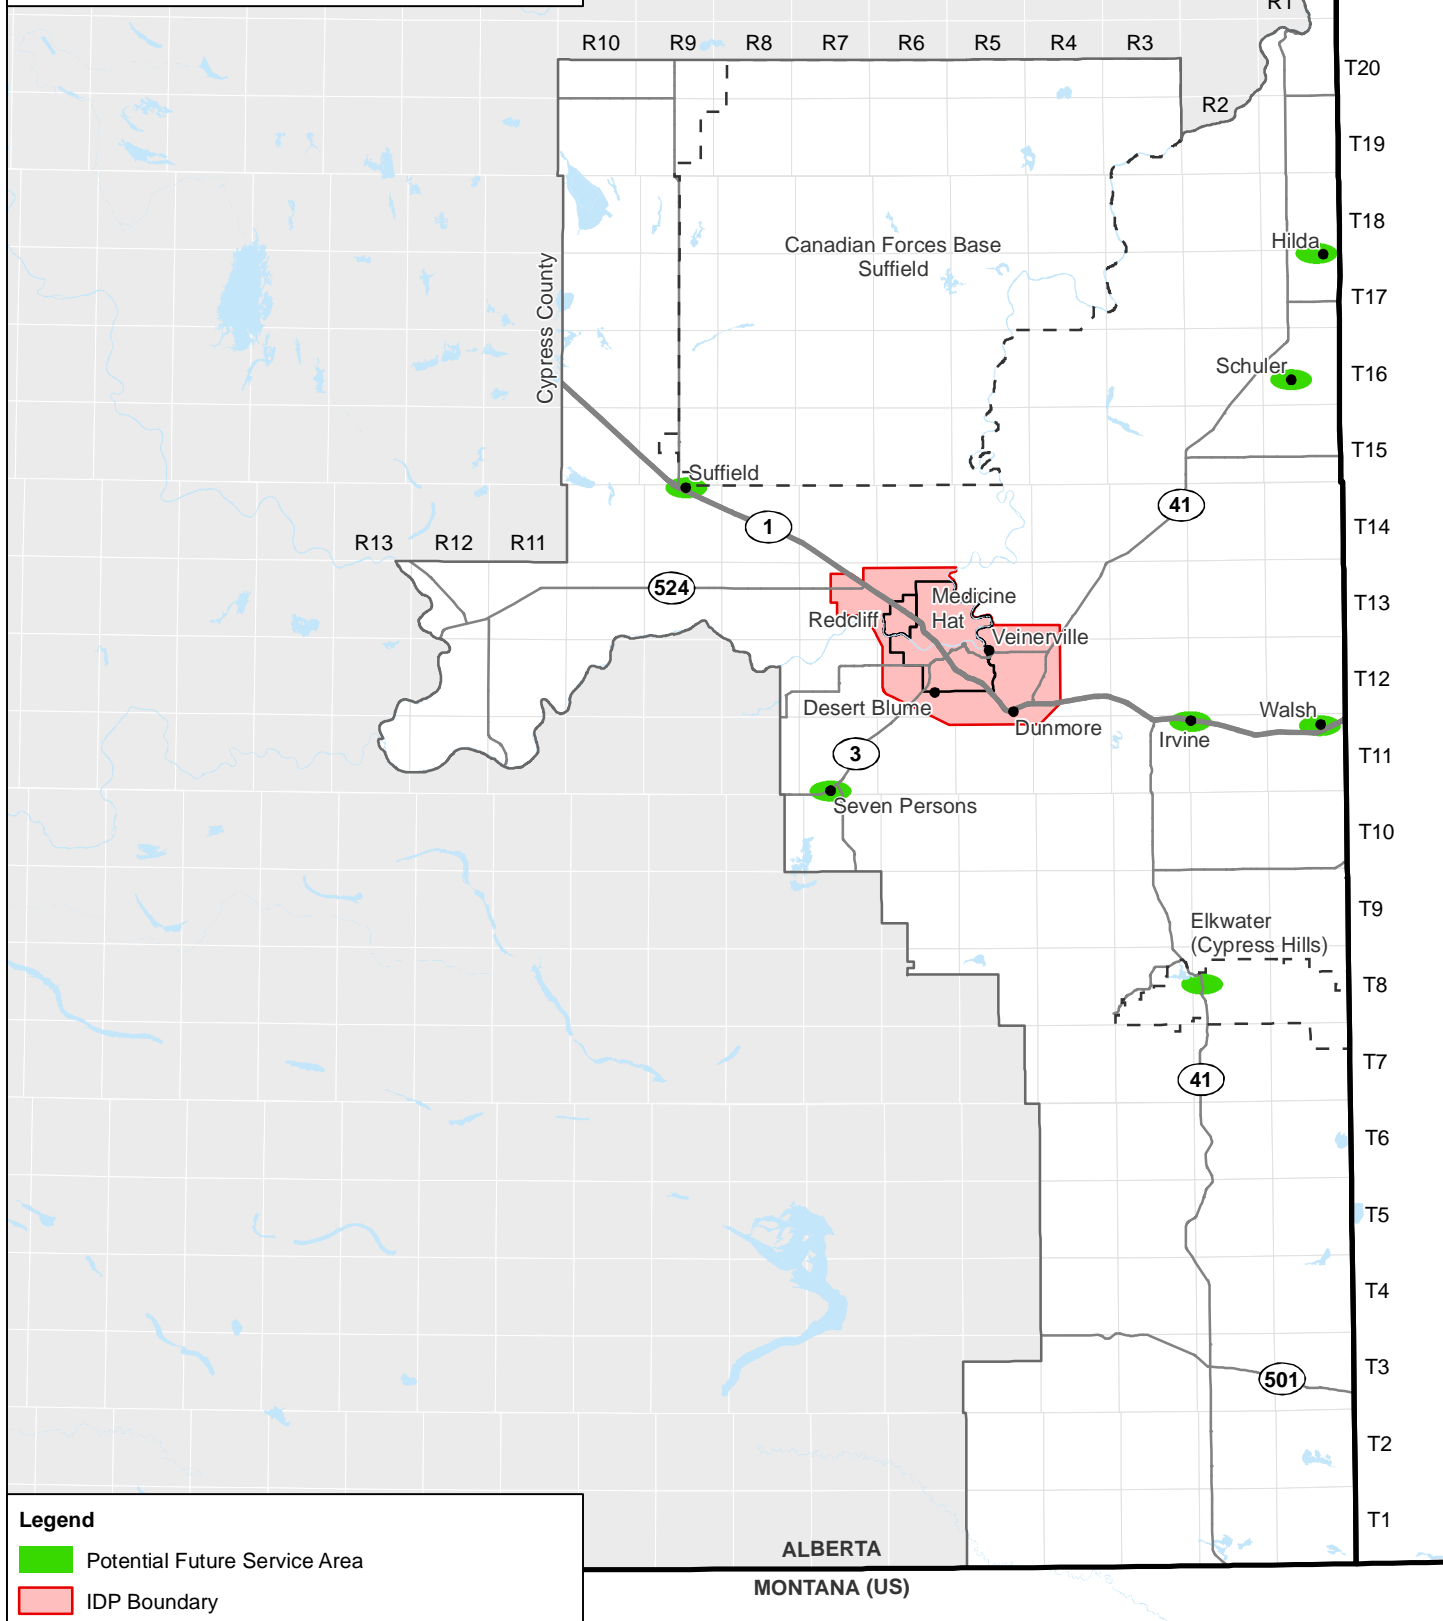 R1
R10
R9
R8
R7
R6
R5
R4
R3
T20
R2
T19
T18
Hilda
Canadian Forces Base
Suffield
Cypress County
T17
Schuler
T16
T15
Suffield
41
1
T14
R13
R12
R11
524
Medicine
Hat
T13
Redcliff
Veinerville
T12
Desert Blume
Walsh
Dunmore
Irvine
3
T11
Seven Persons
T10
T9
Elkwater
(Cypress Hills)
T8
T7
41
T6
T5
T4
T3
501
T2
Legend
T1
Potential Future Service Area
ALBERTA
MONTANA (US)
IDP Boundary